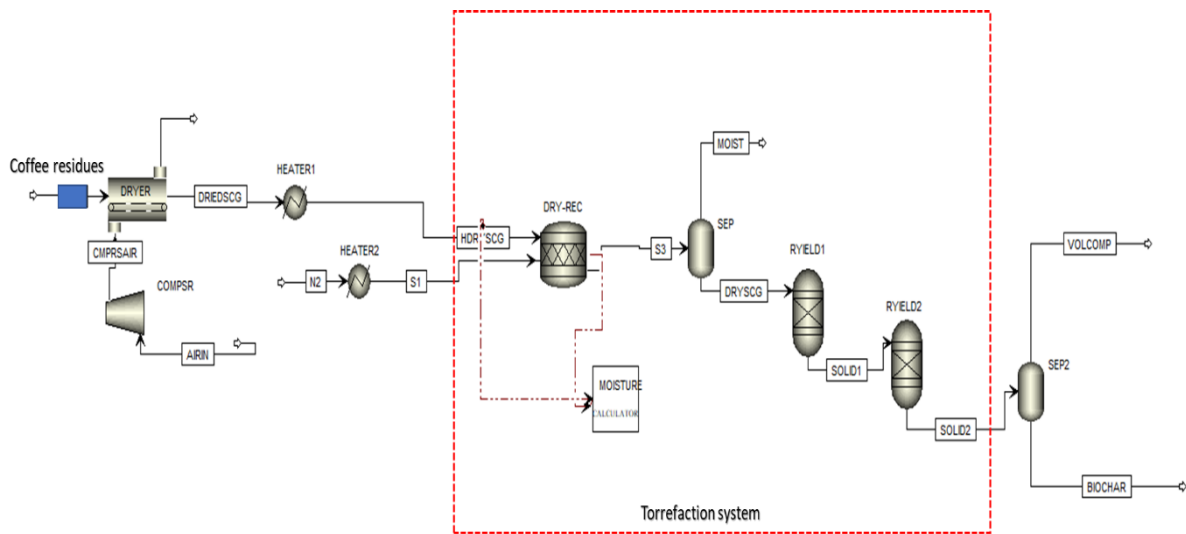 Coffee residues
DRYER
DRIEDSCG
HEATER1
CMPRSAIR
COMPSR
AIRIN
HEATER2
N2
S1
DRY-REC
S3
SEP
MOIST
DRYSCG
RYIELD1
SOLID1
RYIELD2
SOLID2
SEP2
VOLCOMP
BIOCHAR
MOISTURE
CALCULATOR
Torrefaction system